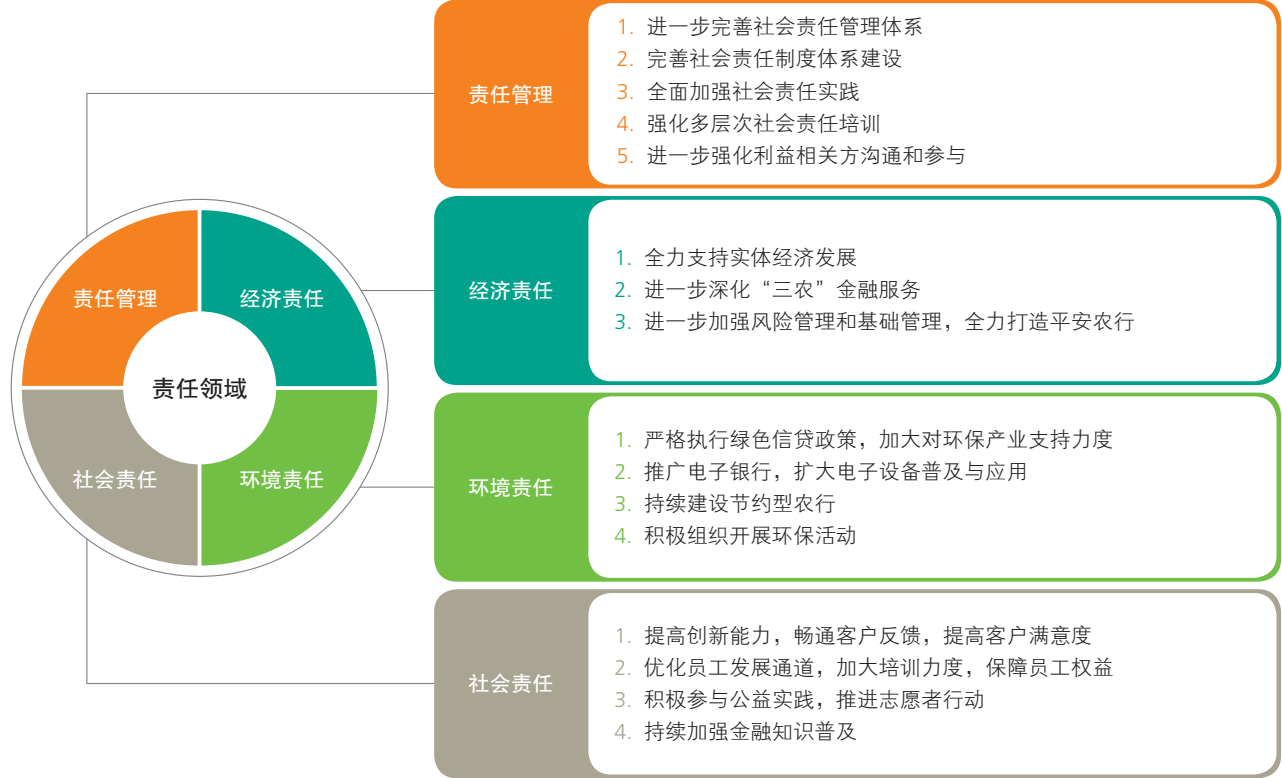 责任领域
责任管理
经济责任
社会责任
环境责任
责任管理
1. 进一步完善社会责任管理体系
2. 完善社会责任制度体系建设
3. 全面加强社会责任实践
4. 强化多层次社会责任培训
5. 进一步强化利益相关方沟通和参与
经济责任
1. 全力支持实体经济发展
2. 进一步深化“三农”金融服务
3. 进一步加强风险管理和基础管理，全力打造平安农行
环境责任
1. 严格执行绿色信贷政策，加大对环保产业支持力度
2. 推广电子银行，扩大电子设备普及与应用
3. 持续建设节约型农行
4. 积极组织开展环保活动
社会责任
1. 提高创新能力，畅通客户反馈，提高客户满意度
2. 优化员工发展通道，加大培训力度，保障员工权益
3. 积极参与公益实践，推进志愿者行动
4. 持续加强金融知识普及